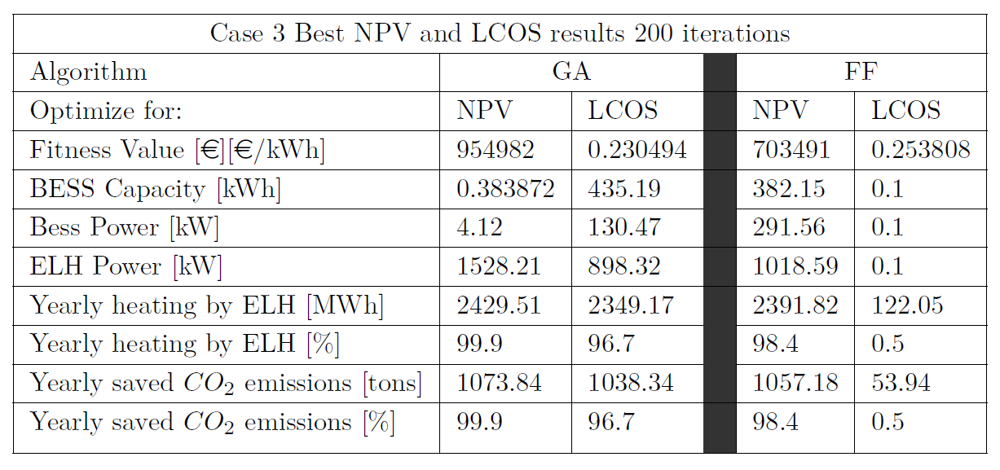 Case 3 Best NPV and LCOS results 200 iterations
Algorithm GA FF
Optimize for: NPV LCOS NPV LCOS
Fitness Value [€][€/kWh] 954982 0.230494 703491 0.253808
BESS Capacity [kWh] 0.383872 435.19 382.15 0.1
Bess Power [kW] 4.12 130.47 291.56 0.1
ELH Power [kW] 1528.21 898.32 1018.59 0.1
Yearly heating by ELH [MWh] 2429.51 2349.17 2391.82 122.05
Yearly heating by ELH [%] 99.9 96.7 98.4 0.5
Yearly saved CO₂ emissions [tons] 1073.84 1038.34 1057.18 53.94
Yearly saved CO₂ emissions [%] 99.9 96.7 98.4 0.5